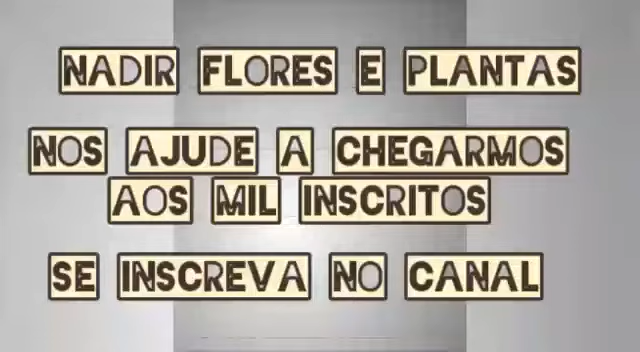 NADIR FLORES E PLANTAS
NOS AJUDE A CHEGARMOS
AOS MIL INSCRITOS
SE INSCREVA NO CANAL